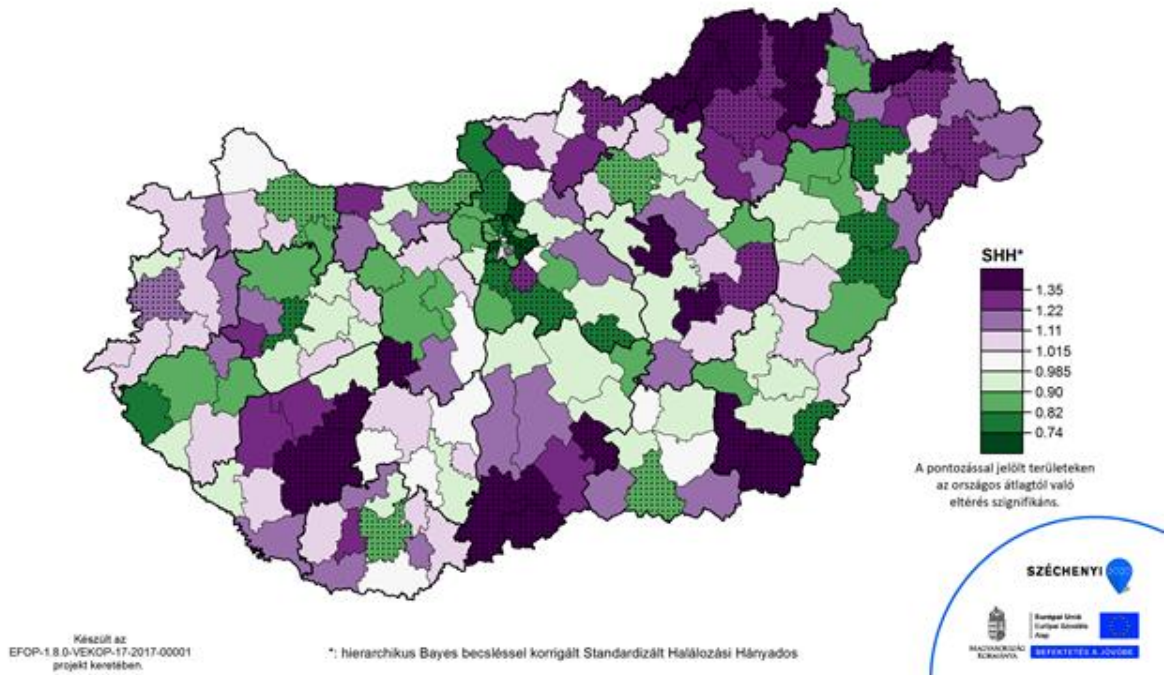 SHH*
1.35
1.22
1.11
1.015
0.985
0.90
0.82
0.74
A pontozással jelölt területeken
az országos átlagtól való
eltérés szignifikáns.
SZÉCHENYI 2020
Készült az
EFOP-1.8.0-VEKOP-17-2017-00001
projekt keretében.
*: hierarchikus Bayes becsléssel korrigált Standardizált Halálozási Hányados
MAGYARORSZÁG
KORMÁNYA
Európai Unió
Európai Szociális
Alap
BEFEKTETÉS A JÖVŐBE